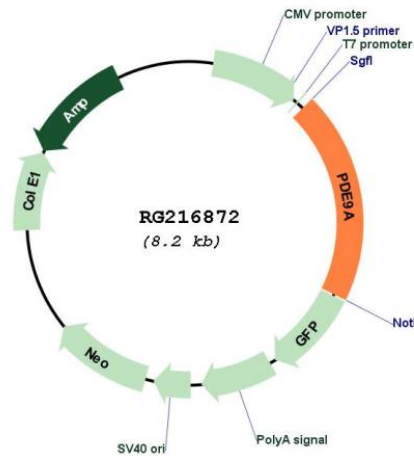 CMV promoter
VP1.5 primer
T7 promoter
SgfI
PDE9A
NotI
GFP
PolyA signal
SV40 ori
Neo
Col E1
Amp
RG216872
(8.2 kb)